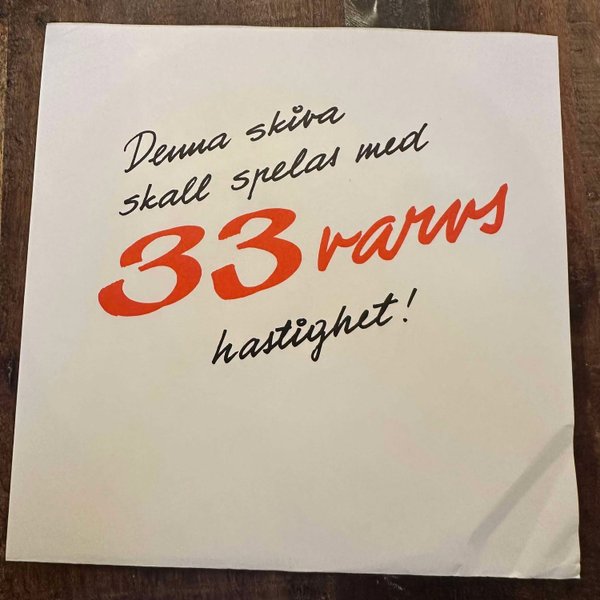 Denna skiva
skall spelas med
33 varvs
hastighet!